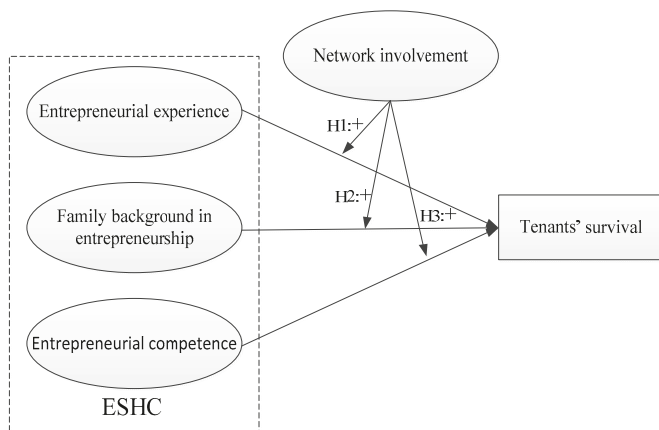 Network involvement
Entrepreneurial experience
H1:+
H2:+
Family background in
entrepreneurship
H3:+
Tenants’ survival
Entrepreneurial competence
ESHC